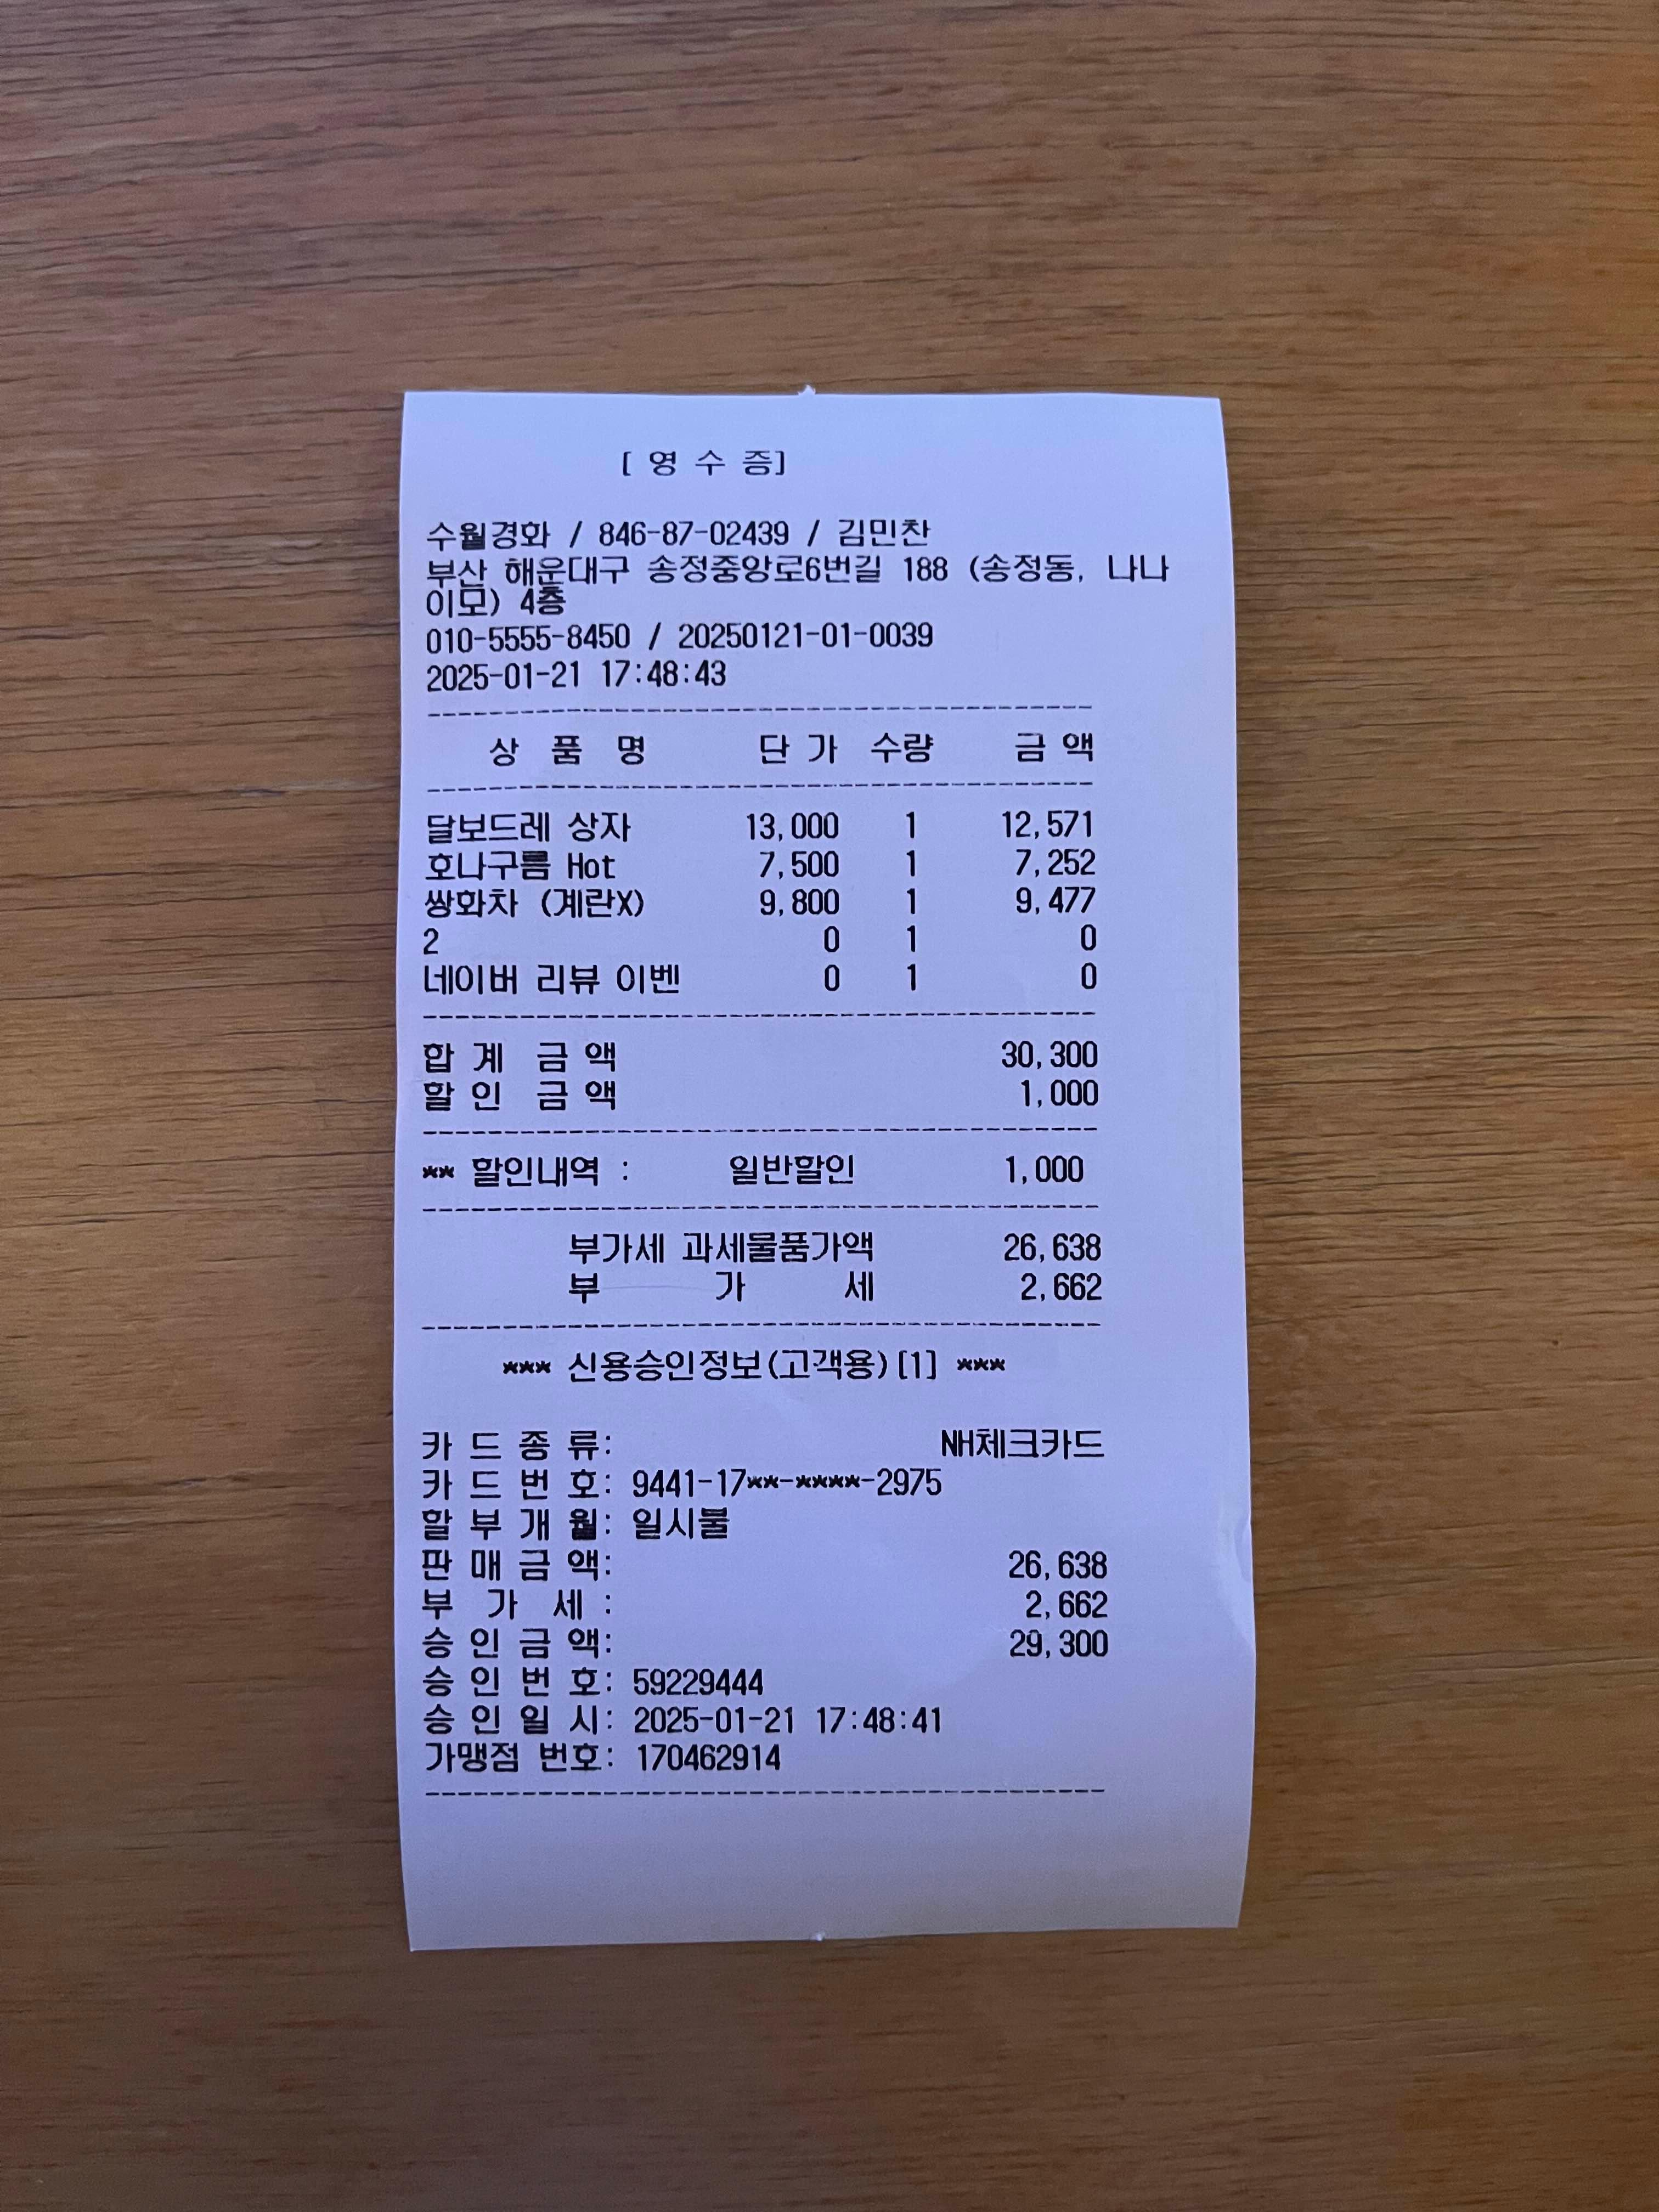 [ 영 수 증]
수월경화 / 846-87-02439 / 김민찬
부산 해운대구 송정중앙로6번길 188 (송정동, 나나
이모) 4층
010-5555-8450 / 20250121-01-0039
2025-01-21 17:48:43
상 품 명 단 가 수량 금 액
달보드레 상자 13,000 1 12,571
호나구름 Hot 7,500 1 7,252
쌍화차 (계란X) 9,800 1 9,477
2 0 1 0
네이버 리뷰 이벤 0 1 0
합 계 금 액 30,300
할 인 금 액 1,000
** 할인내역 : 일반할인 1,000
부가세 과세물품가액 26,638
부 가 세 2,662
*** 신용승인정보(고객용)[1] ***
카 드 종 류: NH체크카드
카 드 번 호: 9441-17**-****-2975
할 부 개 월: 일시불
판 매 금 액: 26,638
부 가 세 : 2,662
승 인 금 액: 29,300
승 인 번 호: 59229444
승 인 일 시: 2025-01-21 17:48:41
가맹점 번호: 170462914